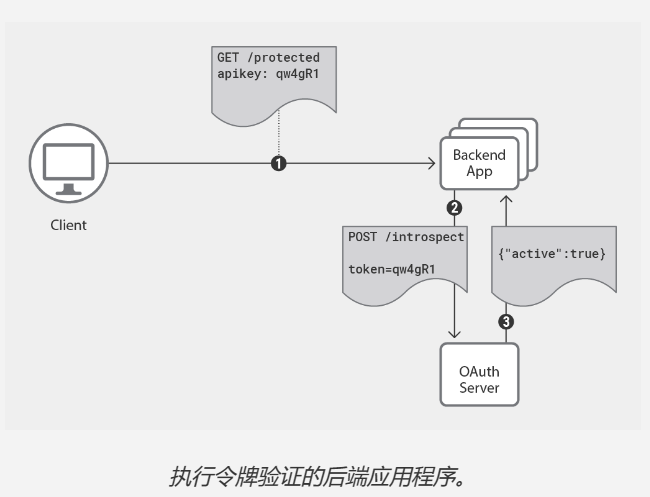 GET /protected
apikey: qw4gR1
1
Backend
App
Client
2
POST /introspect
token=qw4gR1
{"active":true}
3
OAuth
Server
执行令牌验证的后端应用程序。